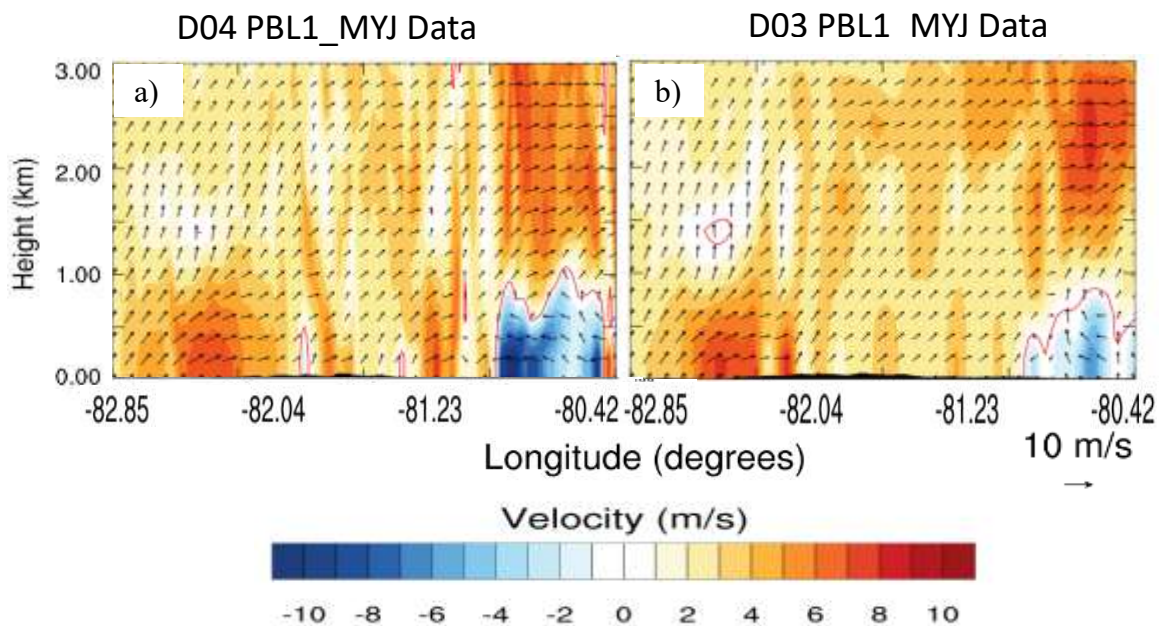 D04 PBL1_MYJ Data
D03 PBL1 MYJ Data
a)
b)
3.00
2.00
1.00
0.00
Height (km)
-82.85 -82.04 -81.23 -80.42
-82.85 -82.04 -81.23 -80.42
Longitude (degrees)
10 m/s
Velocity (m/s)
-10 -8 -6 -4 -2 0 2 4 6 8 10